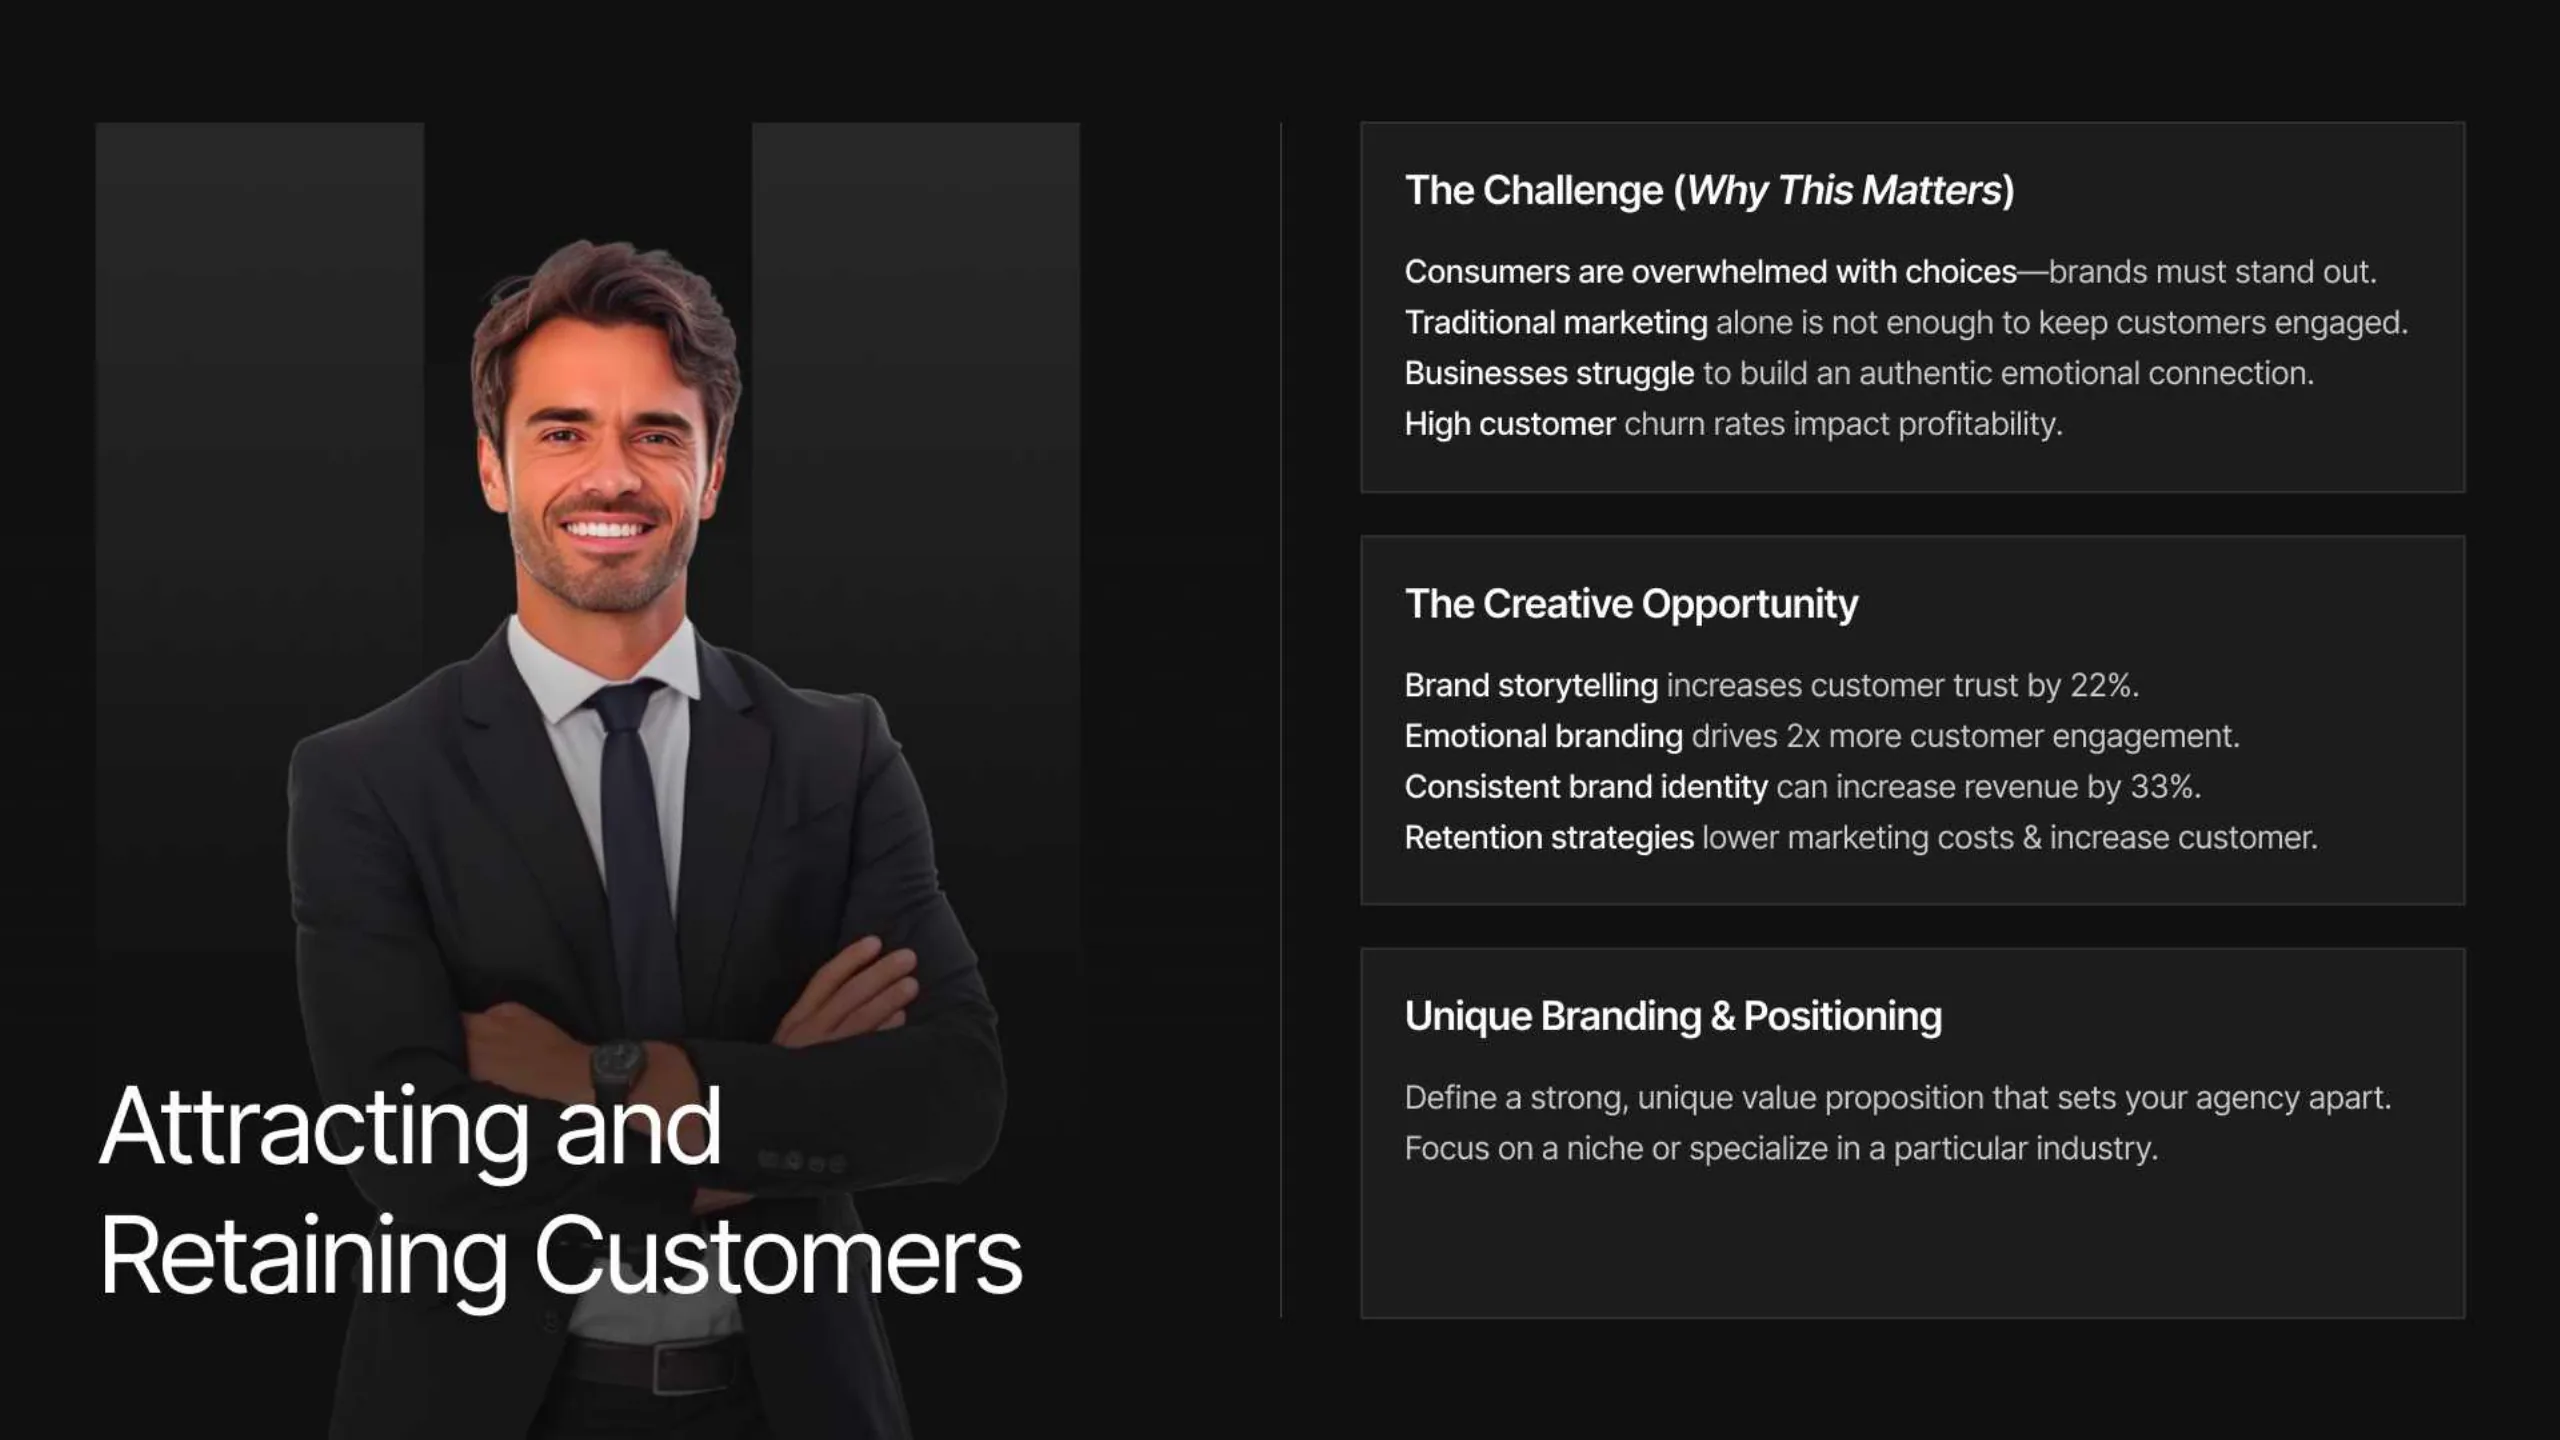 Attracting and
Retaining Customers
The Challenge (Why This Matters)
Consumers are overwhelmed with choices—brands must stand out.
Traditional marketing alone is not enough to keep customers engaged.
Businesses struggle to build an authentic emotional connection.
High customer churn rates impact profitability.
The Creative Opportunity
Brand storytelling increases customer trust by 22%.
Emotional branding drives 2x more customer engagement.
Consistent brand identity can increase revenue by 33%.
Retention strategies lower marketing costs & increase customer.
Unique Branding & Positioning
Define a strong, unique value proposition that sets your agency apart.
Focus on a niche or specialize in a particular industry.